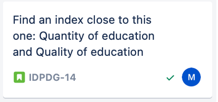 Find an index close to this
one: Quantity of education
and Quality of education
IDPDG-14
M